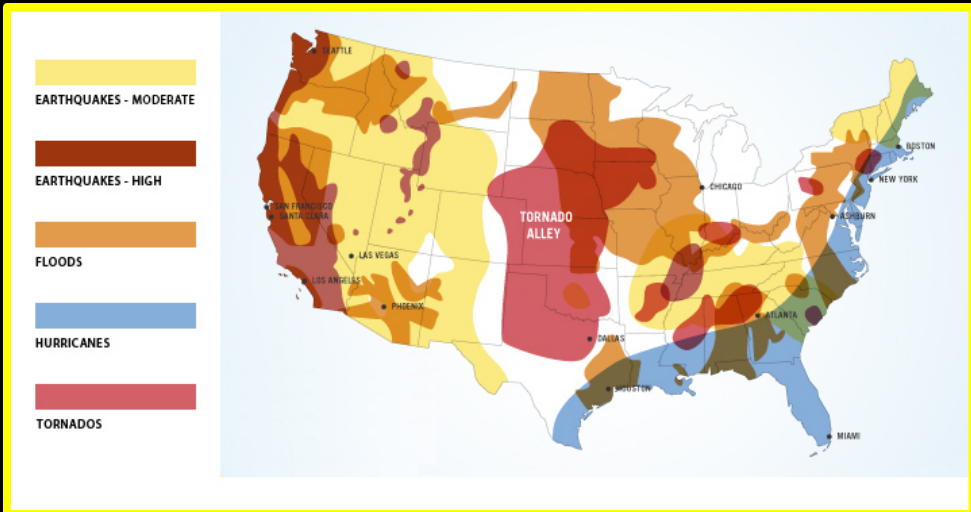 EARTHQUAKES - MODERATE
EARTHQUAKES - HIGH
FLOODS
HURRICANES
TORNADOS
SEATTLE
SAN FRANCISCO
SANTA CLARA
LAS VEGAS
LOS ANGELES
PHOENIX
TORNADO
ALLEY
DALLAS
HOUSTON
CHICAGO
BOSTON
NEW YORK
ASHBURN
ATLANTA
MIAMI